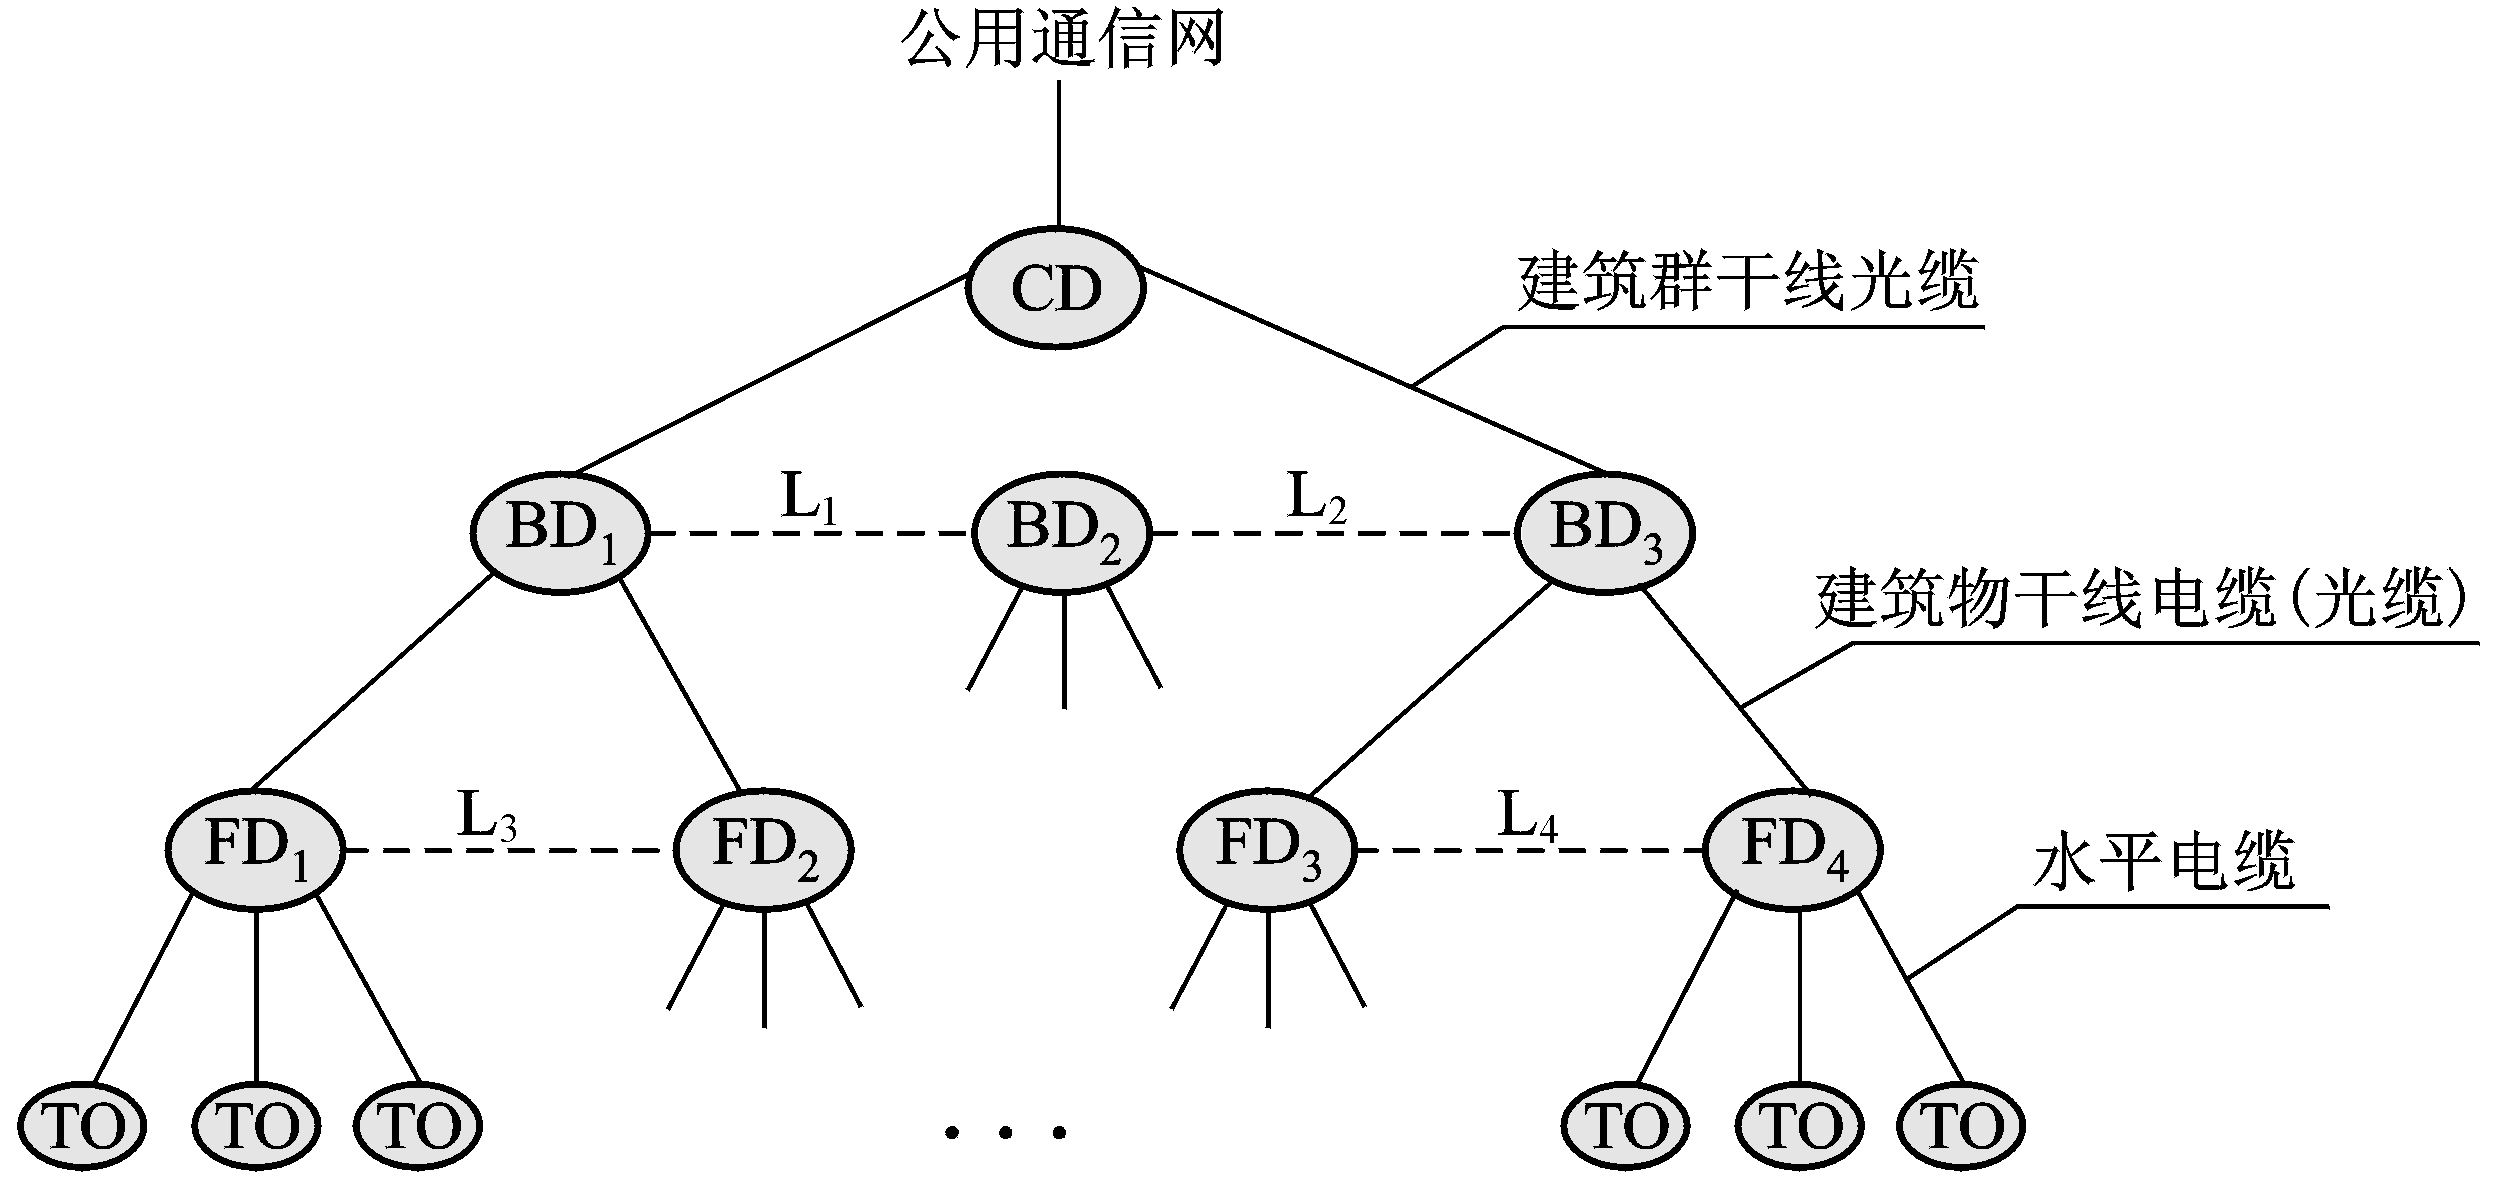 公用通信网
CD
建筑群干线光缆
BD1 L1 BD2 L2 BD3
建筑物干线电缆(光缆)
FD1 L3 FD2 FD3 L4 FD4
水平电缆
TO TO TO ··· TO TO TO